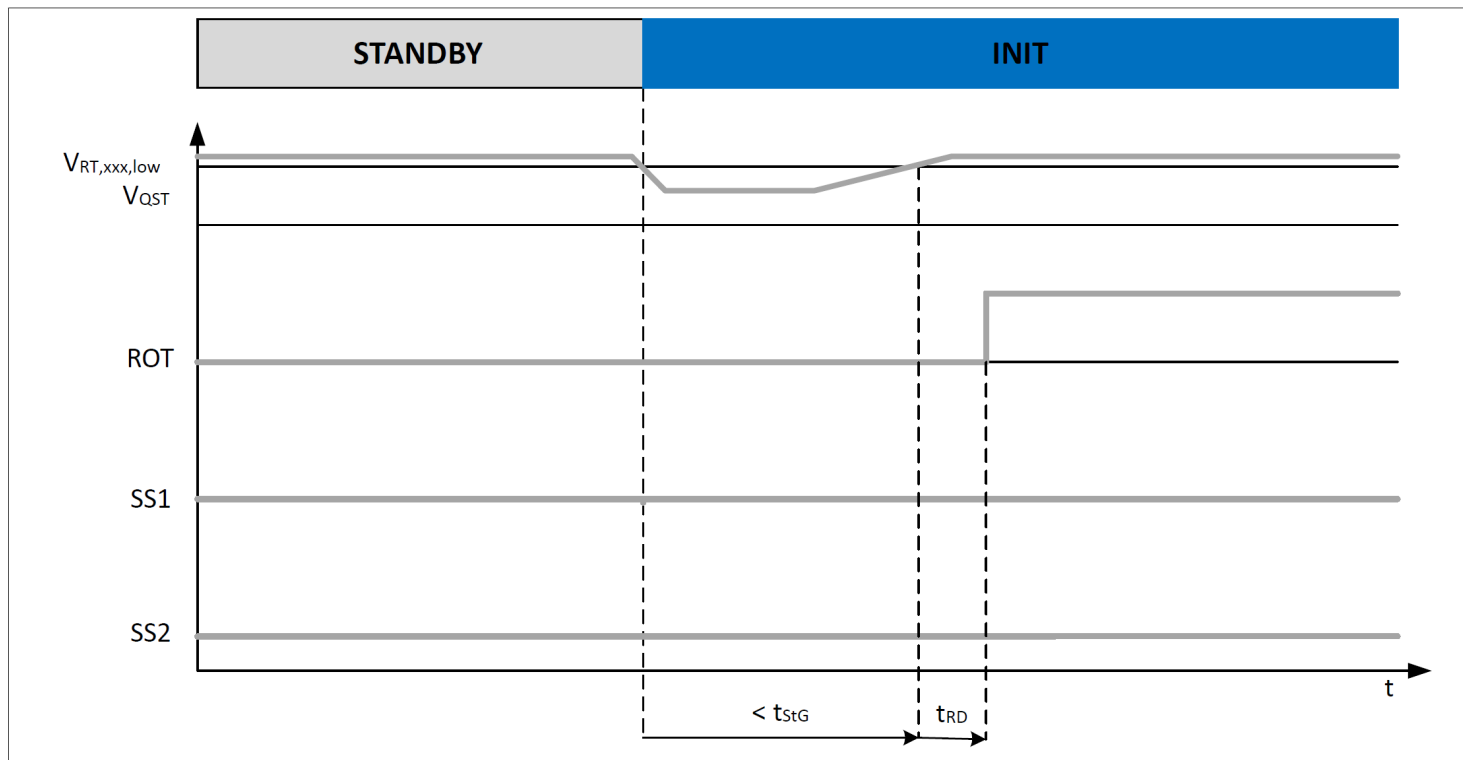 STANDBY INIT
VRT,xxx,low
VQST
ROT
SS1
SS2
t
< tStG tRD